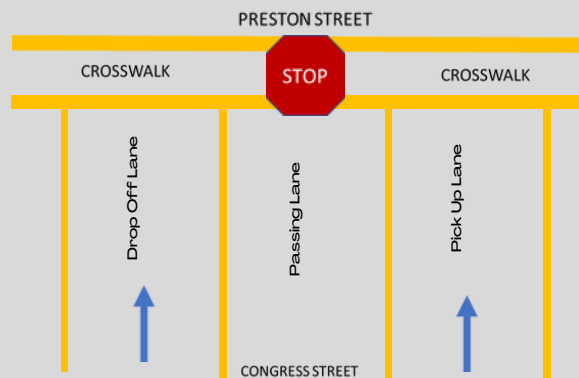 PRESTON STREET
CROSSWALK
STOP
CROSSWALK
Drop Off Lane
Passing Lane
Pick Up Lane
CONGRESS STREET